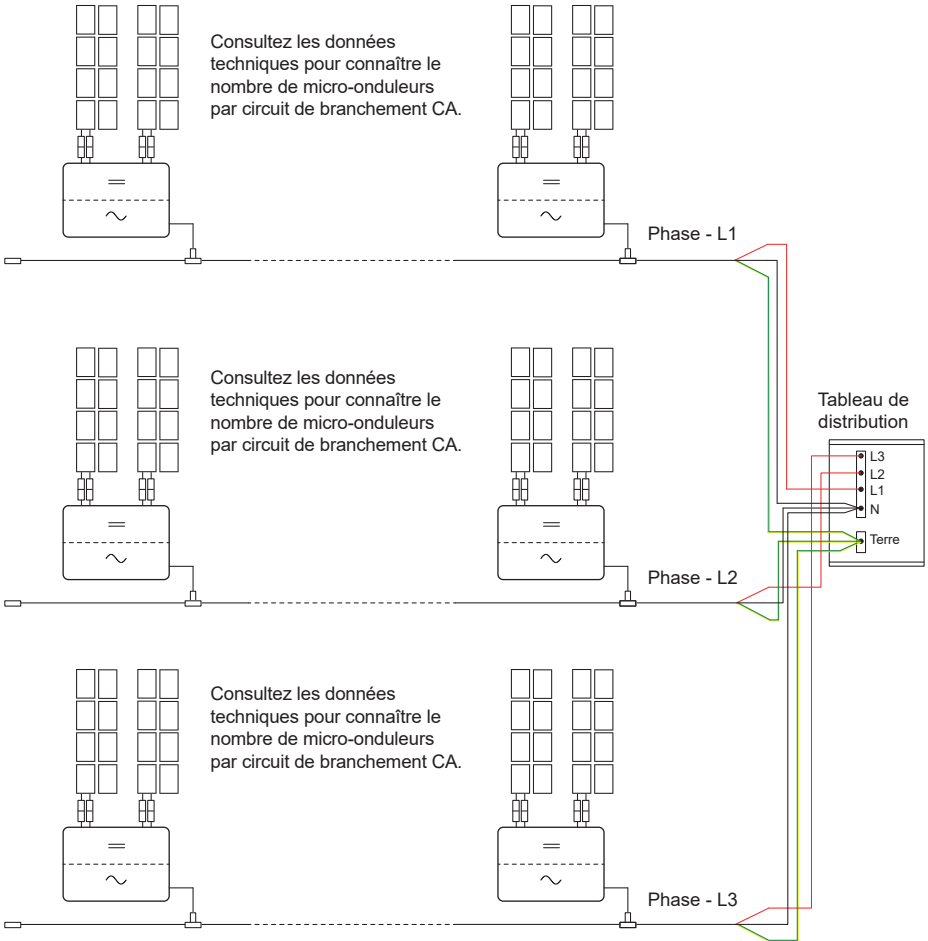 Consultez les données
techniques pour connaître le
nombre de micro-onduleurs
par circuit de branchement CA.
Phase - L1
Consultez les données
techniques pour connaître le
nombre de micro-onduleurs
par circuit de branchement CA.
Tableau de
distribution
L3
L2
L1
N
Terre
Phase - L2
Consultez les données
techniques pour connaître le
nombre de micro-onduleurs
par circuit de branchement CA.
Phase - L3